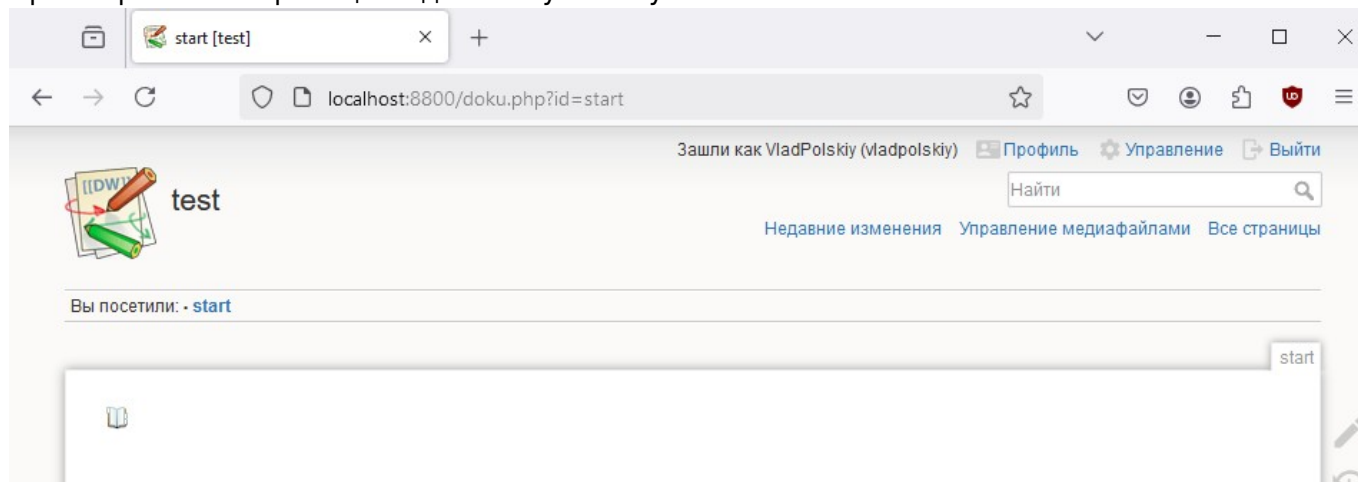 start [test]
localhost:8800/doku.php?id=start
Зашли как VladPolskiy (vladpolskiy) Профиль Управление Выйти
[[DW]]
test
Найти
Недавние изменения Управление медиафайлами Все страницы
Вы посетили: • start
start